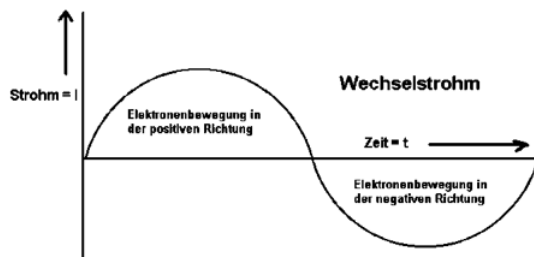 Wechselstrohm
Strohm = I
Elektronenbewegung in
der positiven Richtung
Zeit = t
Elektronenbewegung in
der negativen Richtung